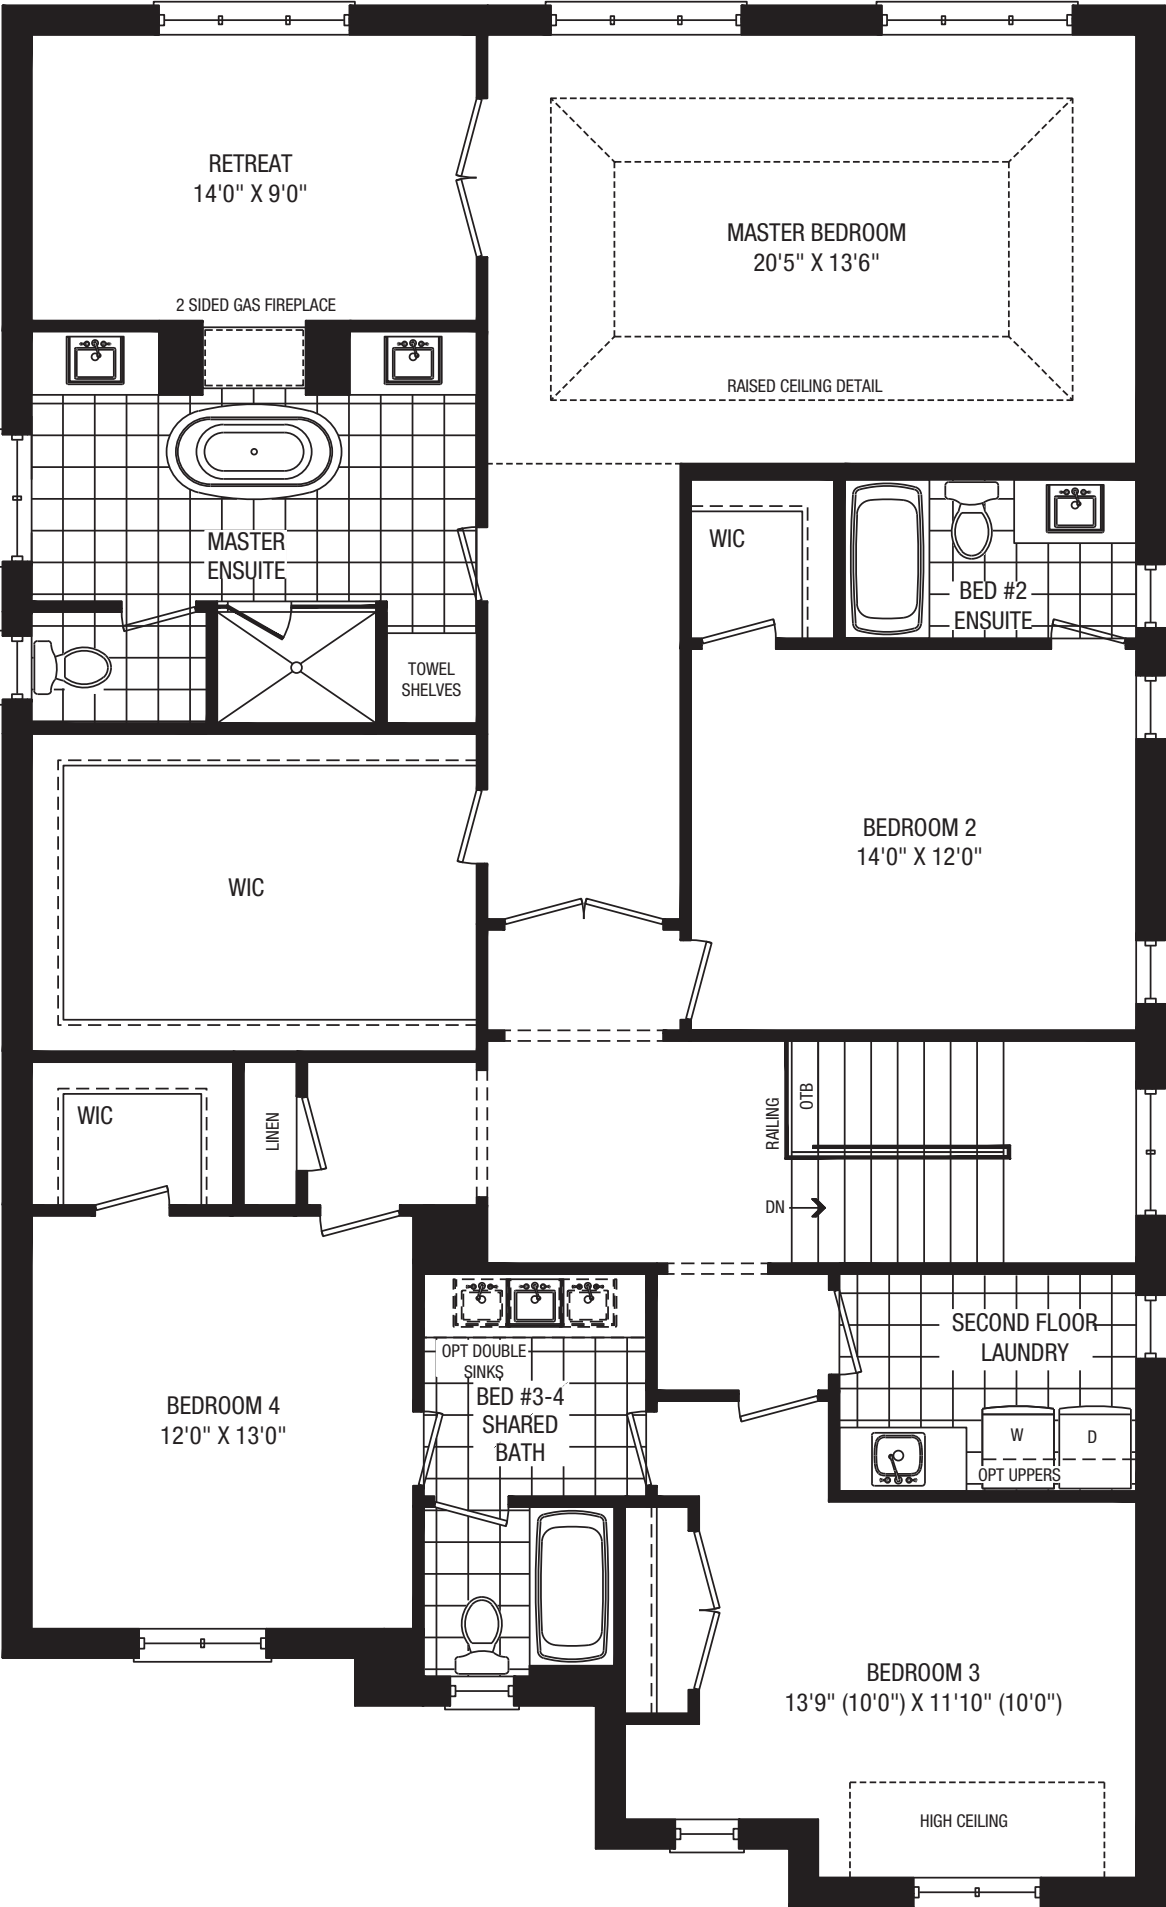 RETREAT
14'0" X 9'0"
MASTER BEDROOM
20'5" X 13'6"
2 SIDED GAS FIREPLACE
RAISED CEILING DETAIL
MASTER
ENSUITE
WIC
BED #2
ENSUITE
TOWEL
SHELVES
BEDROOM 2
14'0" X 12'0"
WIC
WIC
LINEN
RAILING
OTB
DN
SECOND FLOOR
LAUNDRY
OPT DOUBLE
SINKS
BED #3-4
SHARED
BATH
BEDROOM 4
12'0" X 13'0"
W
D
OPT UPPERS
BEDROOM 3
13'9" (10'0") X 11'10" (10'0")
HIGH CEILING